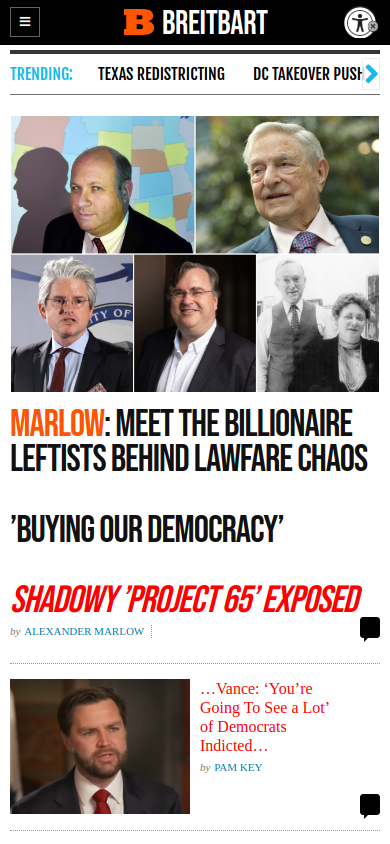 BREITBART
TRENDING:
TEXAS REDISTRICTING
DC TAKEOVER PUSH
MARLOW: MEET THE BILLIONAIRE
LEFTISTS BEHIND LAWFARE CHAOS
’BUYING OUR DEMOCRACY’
SHADOWY ’PROJECT 65’ EXPOSED
by ALEXANDER MARLOW
…Vance: ‘You’re
Going To See a Lot’
of Democrats
Indicted…
by PAM KEY